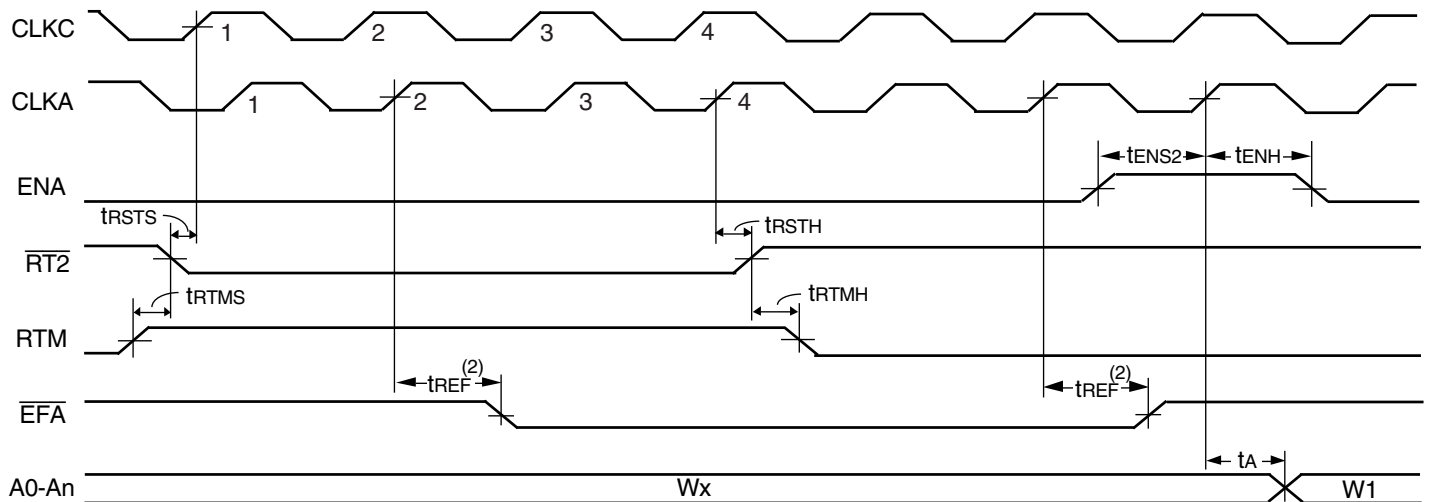 CLKC 1 2 3 4
CLKA 1 2 3 4
tENS2 tENH
ENA
tRSTS tRSTH
RT2
tRTMS tRTMH
RTM
tREF(2) tREF(2)
EFA
tA
A0-An Wx W1